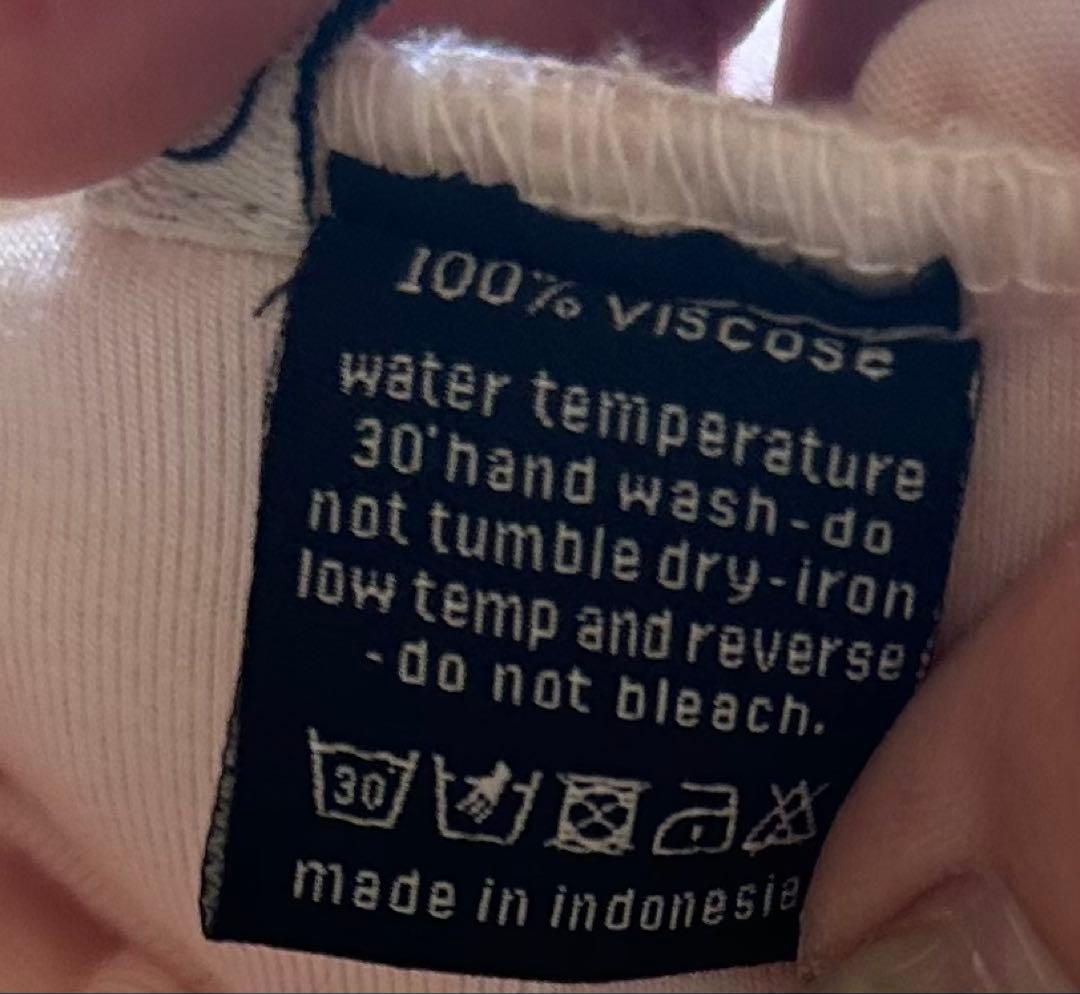 100% viscose
water temperature
30°hand wash-do
not tumble dry-iron
low temp and reverse
-do not bleach.
30°
made in indonesia